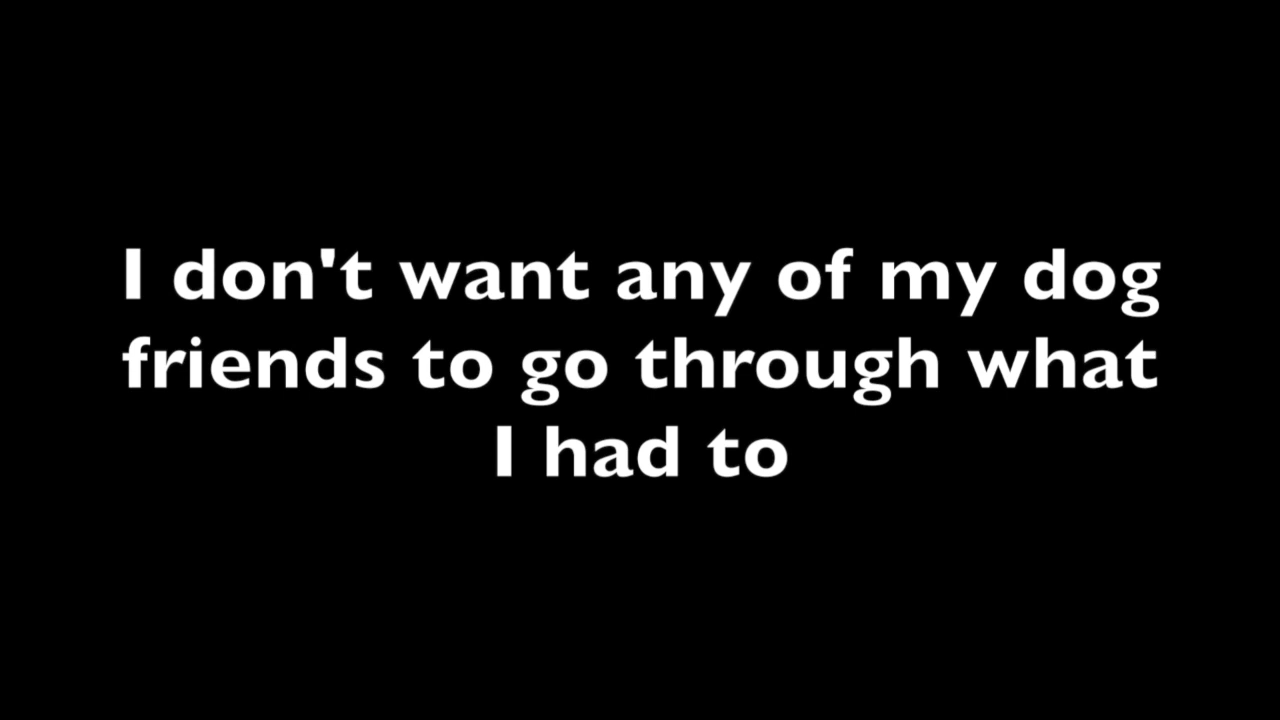 I don't want any of my dog
friends to go through what
I had to